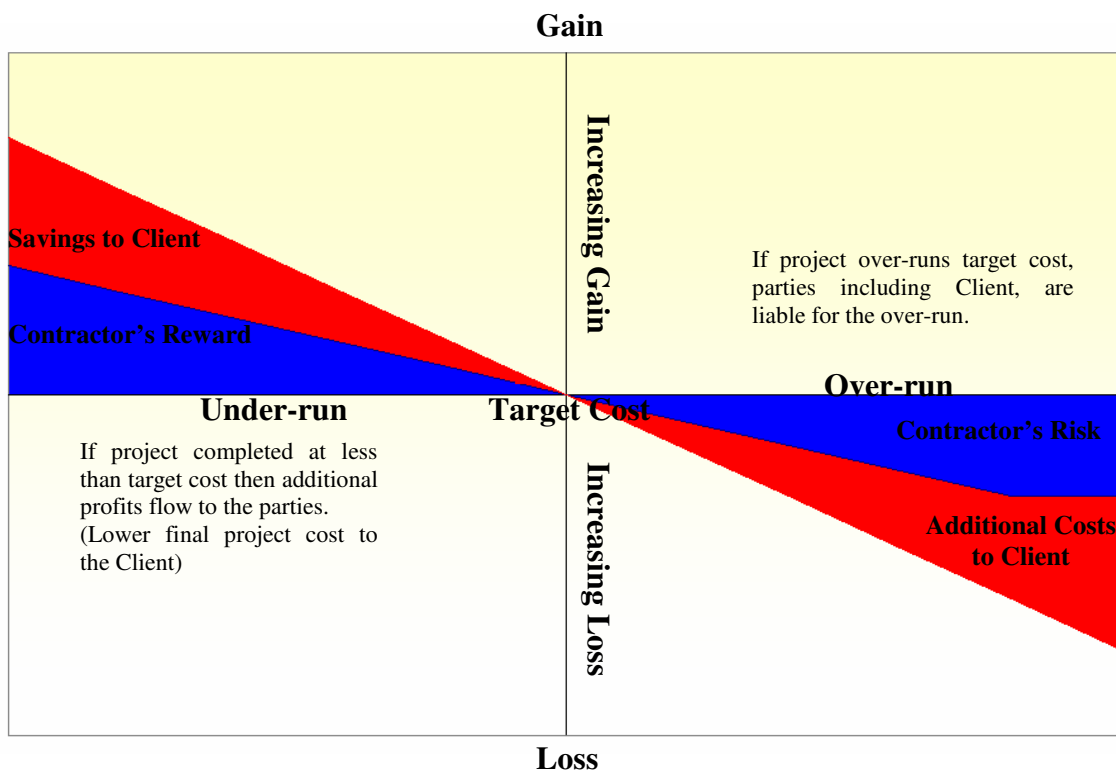 Gain
Increasing Gain
Savings to Client
If project over-runs target cost,
parties including Client, are
liable for the over-run.
Contractor's Reward
Over-run
Under-run
Target Cost
Contractor's Risk
If project completed at less
than target cost then additional
profits flow to the parties.
(Lower final project cost to
the Client)
Increasing Loss
Additional Costs
to Client
Loss